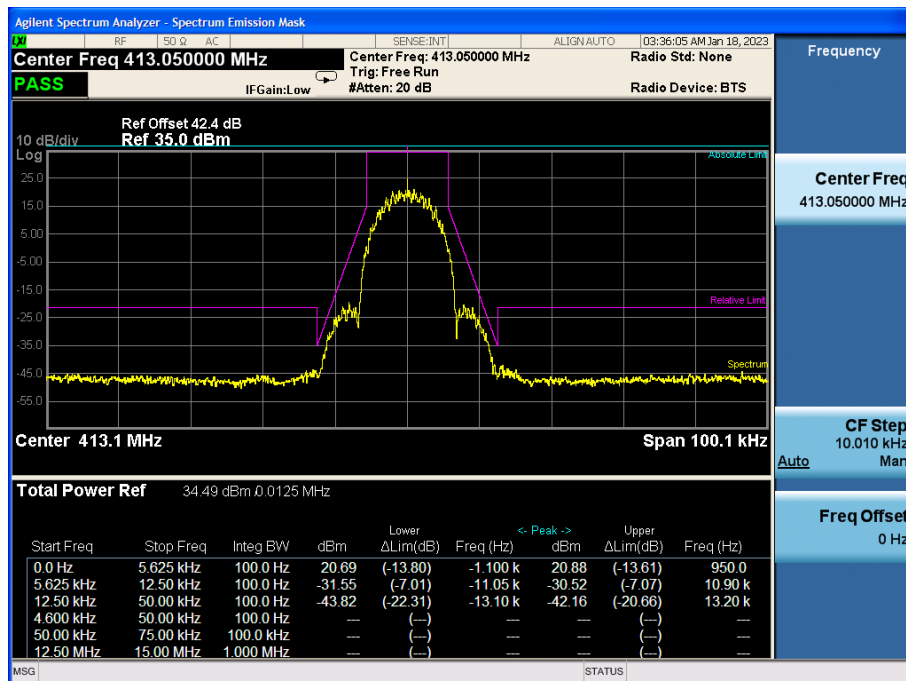 Agilent Spectrum Analyzer - Spectrum Emission Mask
LXI RF 50 Ω AC SENSE:INT ALIGN AUTO 03:36:05 AM Jan 18, 2023
Center Freq 413.050000 MHz
Center Freq: 413.050000 MHz
Trig: Free Run
#Atten: 20 dB
Radio Std: None
Radio Device: BTS
PASS
IFGain:Low
Ref Offset 42.4 dB
10 dB/div Ref 35.0 dBm
Log
Absolute Limit
25.0
15.0
5.00
-5.00
-15.0
Relative Limit
-25.0
-35.0
Spectrum
-45.0
-55.0
Center 413.1 MHz Span 100.1 kHz
Total Power Ref 34.49 dBm / 0.0125 MHz
Lower <- Peak -> Upper
Start Freq Stop Freq Integ BW dBm ΔLim(dB) Freq (Hz) dBm ΔLim(dB) Freq (Hz)
0.0 Hz 5.625 kHz 100.0 Hz 20.69 (-13.80) -1.100 k 20.88 (-13.61) 950.0
5.625 kHz 12.50 kHz 100.0 Hz -31.55 (-7.01) -11.05 k -30.52 (-7.07) 10.90 k
12.50 kHz 50.00 kHz 100.0 Hz -43.82 (-22.31) -13.10 k -42.16 (-20.66) 13.20 k
4.600 kHz 50.00 kHz 100.0 Hz --- (---) --- --- (---) ---
50.00 kHz 75.00 kHz 100.0 kHz --- (---) --- --- (---) ---
12.50 MHz 15.00 MHz 1.000 MHz --- (---) --- --- (---) ---
MSG STATUS
Frequency
Center Freq
413.050000 MHz
CF Step
10.010 kHz
Auto Man
Freq Offset
0 Hz